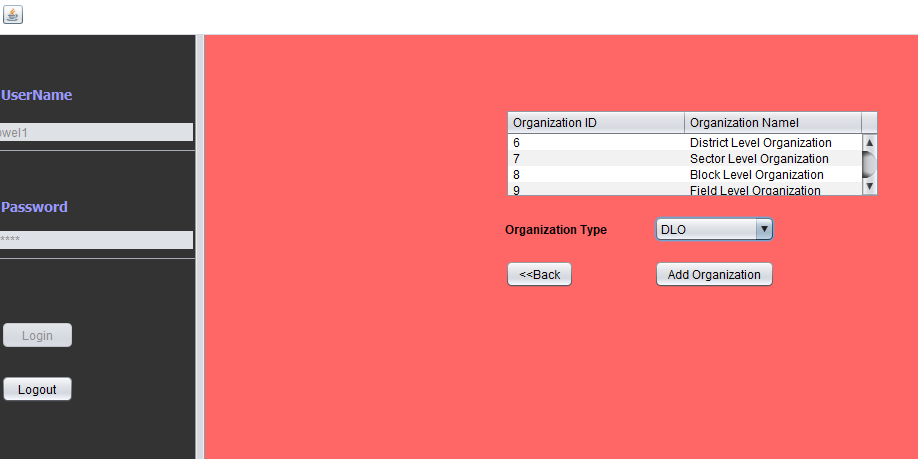 UserName
owel1
Password
****
Login
Logout
Organization ID Organization Namel
6 District Level Organization
7 Sector Level Organization
8 Block Level Organization
9 Field Level Organization
Organization Type DLO
<<Back Add Organization